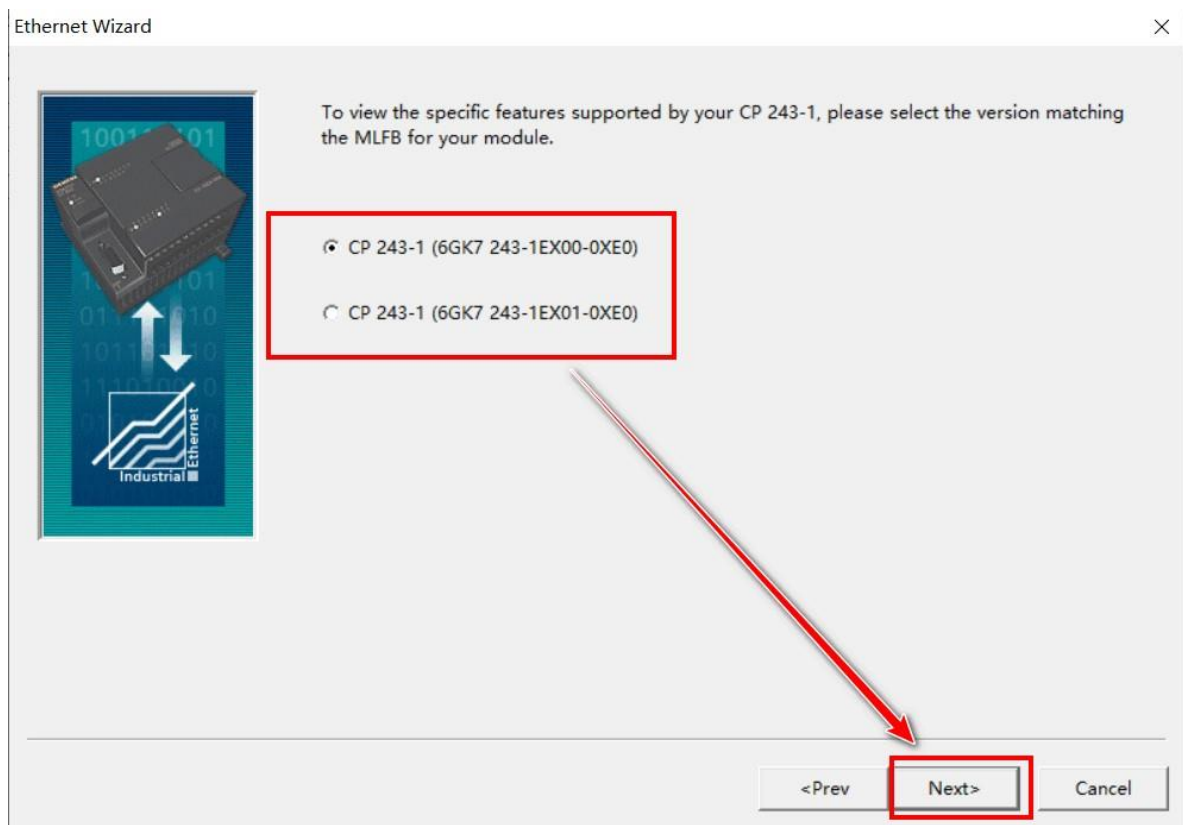 Ethernet Wizard
To view the specific features supported by your CP 243-1, please select the version matching
the MLFB for your module.
CP 243-1 (6GK7 243-1EX00-0XE0)
CP 243-1 (6GK7 243-1EX01-0XE0)
Industrial
Ethernet
<Prev
Next>
Cancel